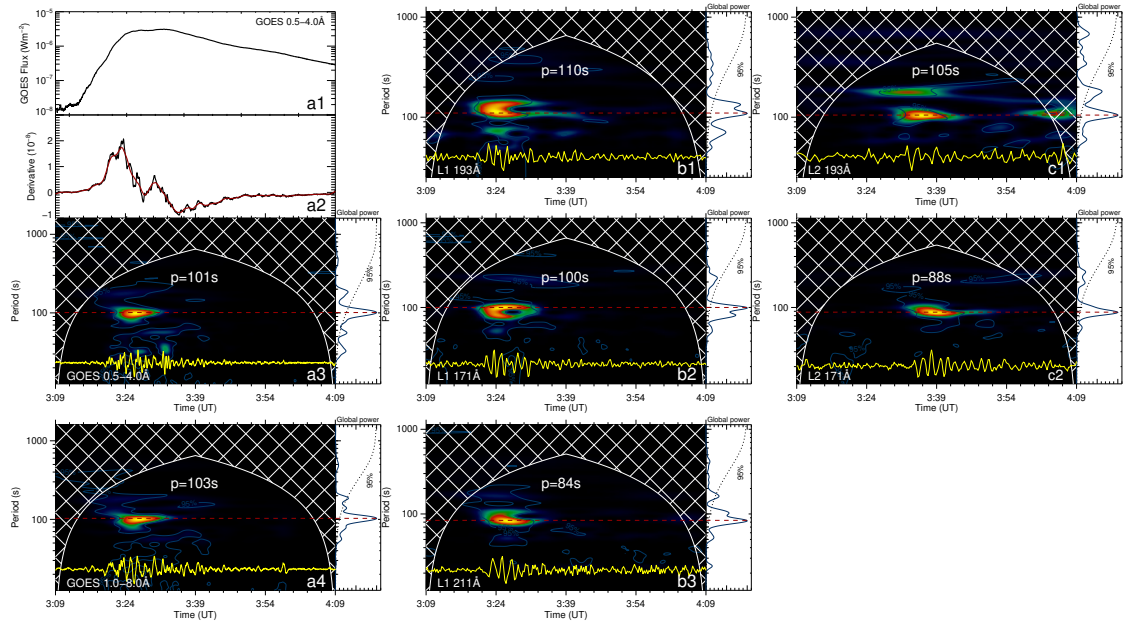 GOES 0.5−4.0Å
GOES Flux (Wm⁻²)
10⁻⁴
10⁻⁵
10⁻⁶
10⁻⁷
10⁻⁸
a1
Derivative (10⁻⁸)
2
1
0
−1
a2
Global power
Period (s)
1000
100
p=101s
95%
GOES 0.5−4.0Å
a3
3:09 3:24 3:39 3:54 4:09
Time (UT)
Global power
Period (s)
1000
100
p=103s
95%
GOES 1.0−8.0Å
a4
3:09 3:24 3:39 3:54 4:09
Time (UT)
Global power
Period (s)
1000
100
p=110s
95%
L1 193Å
b1
3:09 3:24 3:39 3:54 4:09
Time (UT)
Global power
Period (s)
1000
100
p=100s
95%
L1 171Å
b2
3:09 3:24 3:39 3:54 4:09
Time (UT)
Global power
Period (s)
1000
100
p=84s
95%
L1 211Å
b3
3:09 3:24 3:39 3:54 4:09
Time (UT)
Global power
Period (s)
1000
100
p=105s
95%
L2 193Å
c1
3:09 3:24 3:39 3:54 4:09
Time (UT)
Global power
Period (s)
1000
100
p=88s
95%
L2 171Å
c2
3:09 3:24 3:39 3:54 4:09
Time (UT)